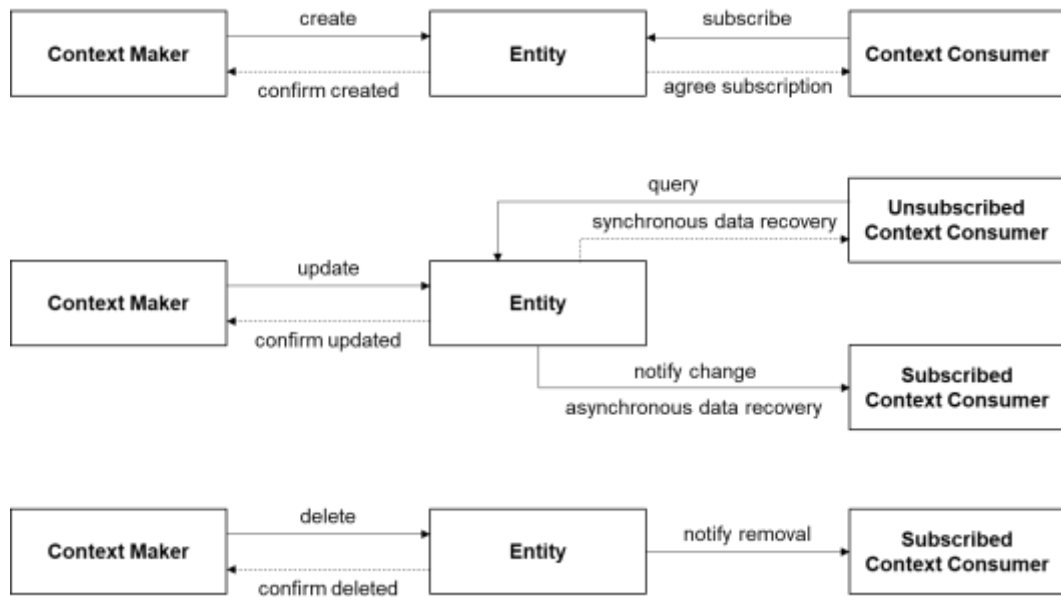 create
subscribe
Context Maker
Entity
Context Consumer
confirm created
agree subscription
query
Unsubscribed
Context Consumer
synchronous data recovery
update
Context Maker
Entity
confirm updated
notify change
Subscribed
Context Consumer
asynchronous data recovery
delete
notify removal
Context Maker
Entity
Subscribed
Context Consumer
confirm deleted